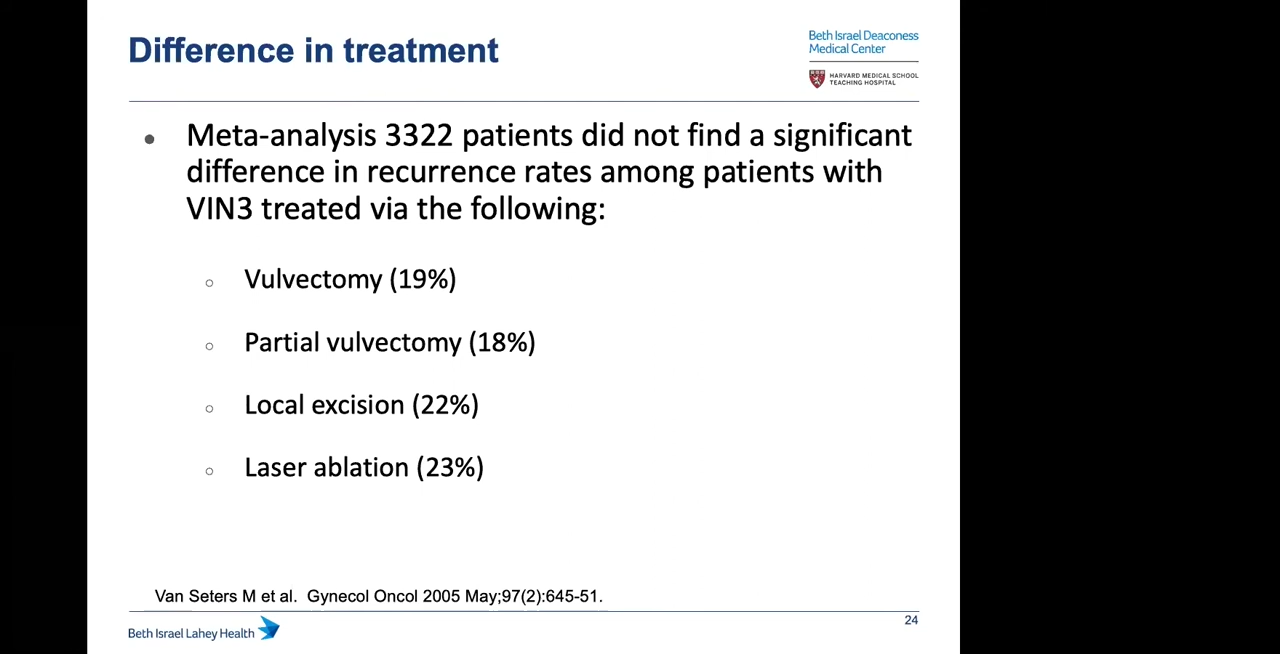 Difference in treatment
Beth Israel Deaconess
Medical Center
HARVARD MEDICAL SCHOOL
TEACHING HOSPITAL
• Meta-analysis 3322 patients did not find a significant
difference in recurrence rates among patients with
VIN3 treated via the following:
○ Vulvectomy (19%)
○ Partial vulvectomy (18%)
○ Local excision (22%)
○ Laser ablation (23%)
Van Seters M et al.  Gynecol Oncol 2005 May;97(2):645-51.
24
Beth Israel Lahey Health